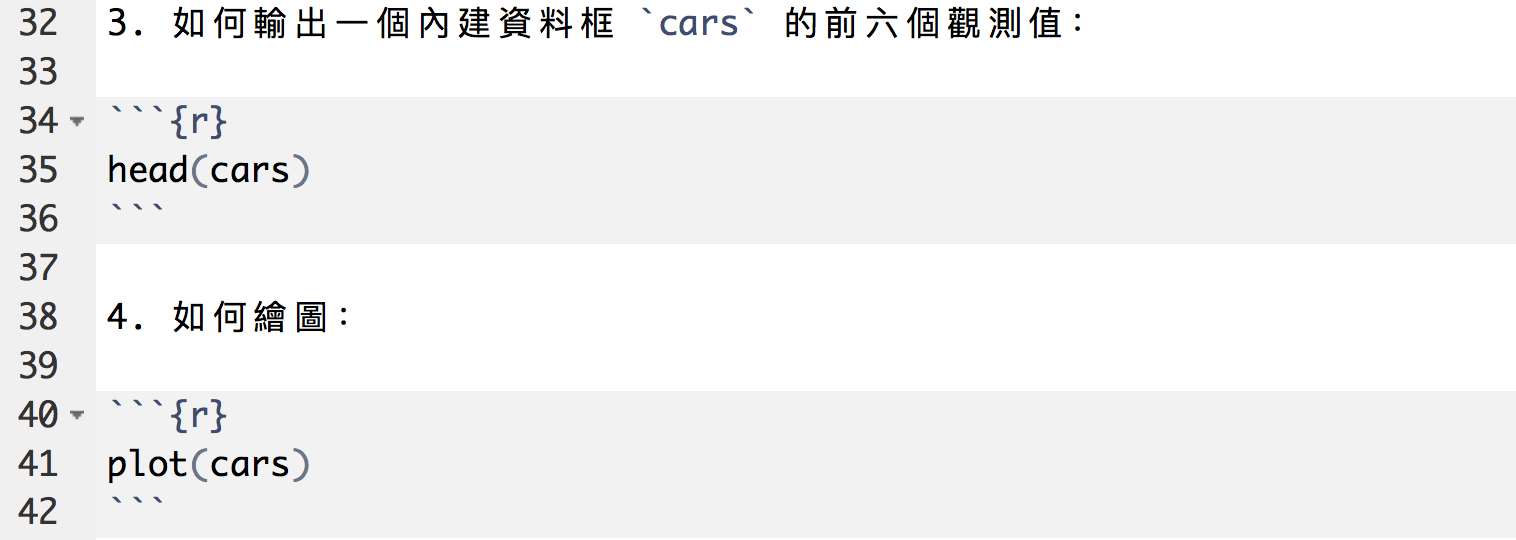 32 3. 如何輸出一個內建資料框 `cars` 的前六個觀測值：
33
34 ```{r}
35 head(cars)
36 ```
37
38 4. 如何繪圖：
39
40 ```{r}
41 plot(cars)
42 ```